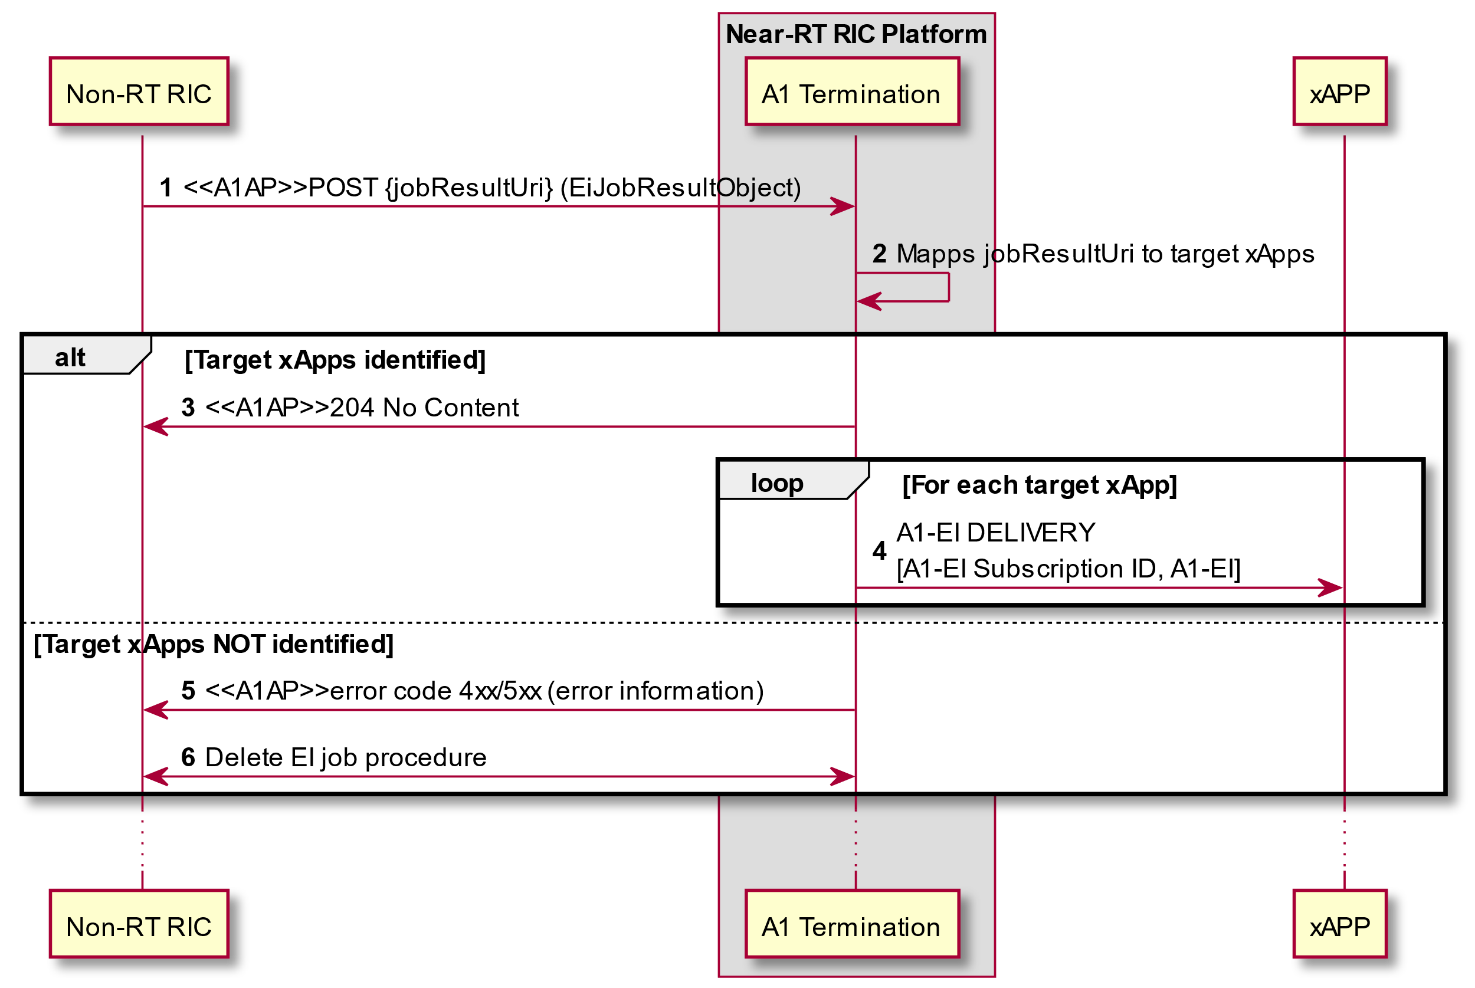 Near-RT RIC Platform
Non-RT RIC
A1 Termination
xAPP
1 <<A1AP>>POST {jobResultUri} (EiJobResultObject)
2 Mapps jobResultUri to target xApps
alt [Target xApps identified]
3 <<A1AP>>204 No Content
loop [For each target xApp]
4 A1-EI DELIVERY
[A1-EI Subscription ID, A1-EI]
[Target xApps NOT identified]
5 <<A1AP>>error code 4xx/5xx (error information)
6 Delete EI job procedure
Non-RT RIC
A1 Termination
xAPP